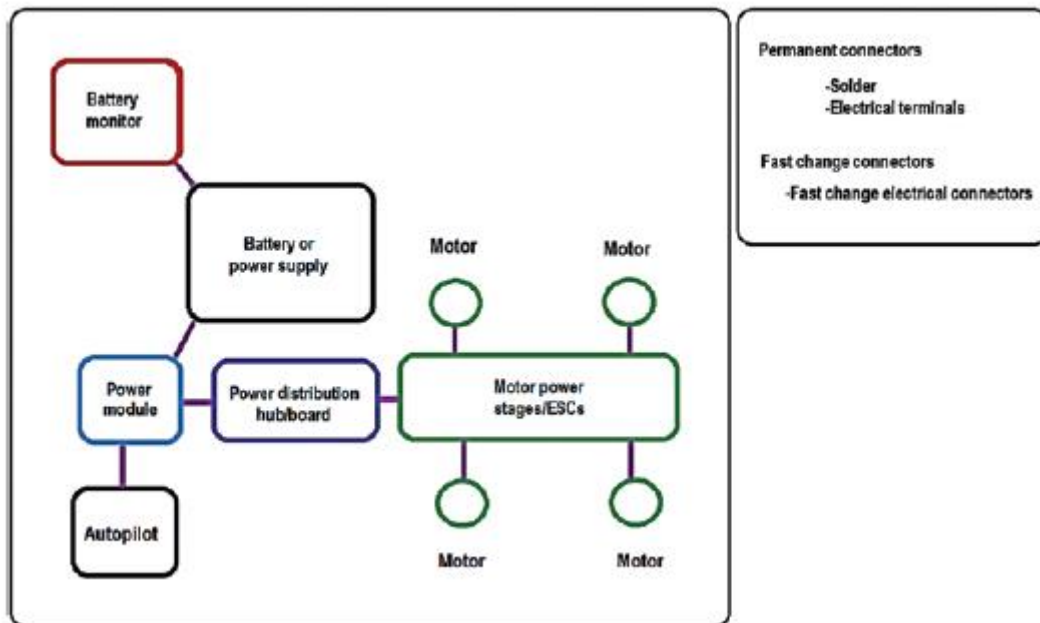 Battery
monitor
Battery or
power supply
Motor
Motor
Power
module
Power distribution
hub/board
Motor power
stages/ESCs
Autopilot
Motor
Motor
Permanent connectors
-Solder
-Electrical terminals
Fast change connectors
-Fast change electrical connectors